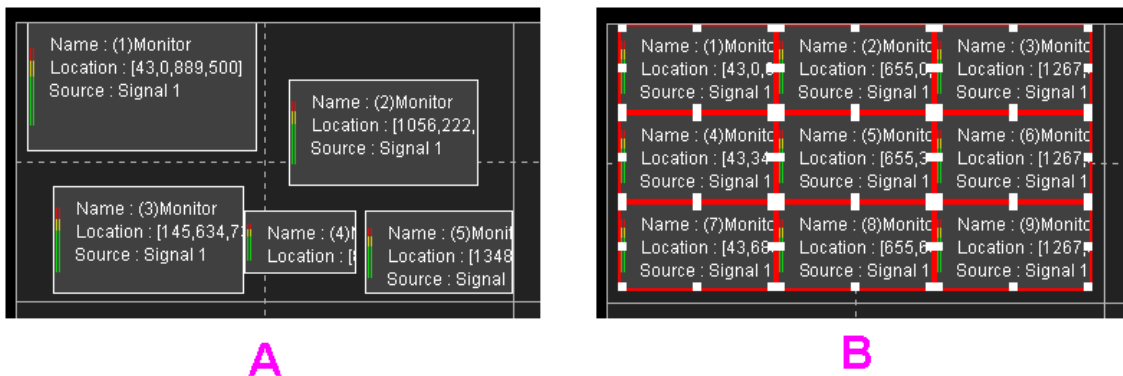 Name : (1)Monitor
Location : [43,0,889,500]
Source : Signal 1
Name : (2)Monitor
Location : [1056,222,
Source : Signal 1
Name : (3)Monitor
Location : [145,634,7
Source : Signal 1
Name : (4)
Location : [
Name : (5)Monit
Location : [1348
Source : Signal
A
Name : (1)Monito
Location : [43,0,
Source : Signal 1
Name : (2)Monito
Location : [655,0,
Source : Signal 1
Name : (3)Monito
Location : [1267,
Source : Signal 1
Name : (4)Monito
Location : [43,34
Source : Signal 1
Name : (5)Monito
Location : [655,3
Source : Signal 1
Name : (6)Monito
Location : [1267,
Source : Signal 1
Name : (7)Monito
Location : [43,68
Source : Signal 1
Name : (8)Monito
Location : [655,6
Source : Signal 1
Name : (9)Monito
Location : [1267,
Source : Signal 1
B